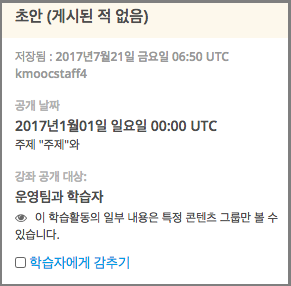 초안 (게시된 적 없음)
저장됨 : 2017년7월21일 금요일 06:50 UTC
kmoocstaff4
공개 날짜
2017년1월01일 일요일 00:00 UTC
주제 "주제"와
강좌 공개 대상:
운영팀과 학습자
이 학습활동의 일부 내용은 특정 콘텐츠 그룹만 볼 수
있습니다.
학습자에게 감추기